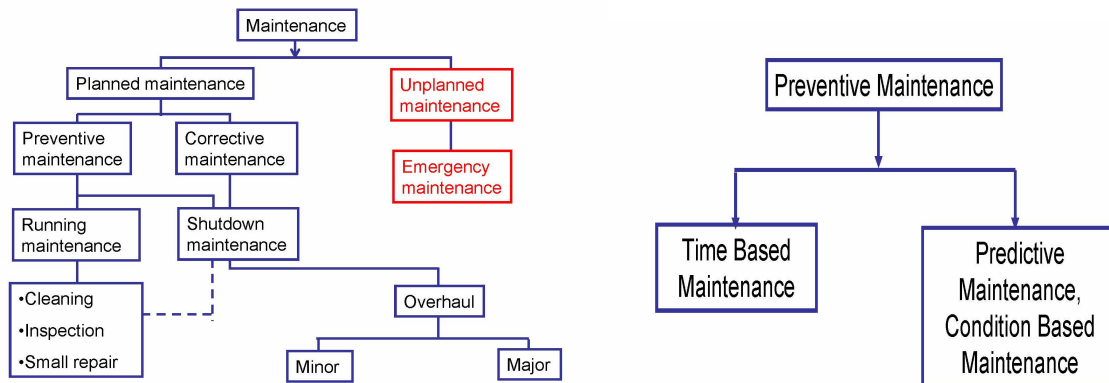 Maintenance
Planned maintenance
Unplanned
maintenance
Preventive
maintenance
Corrective
maintenance
Emergency
maintenance
Running
maintenance
Shutdown
maintenance
•Cleaning
•Inspection
•Small repair
Overhaul
Minor
Major
Preventive Maintenance
Time Based
Maintenance
Predictive
Maintenance,
Condition Based
Maintenance